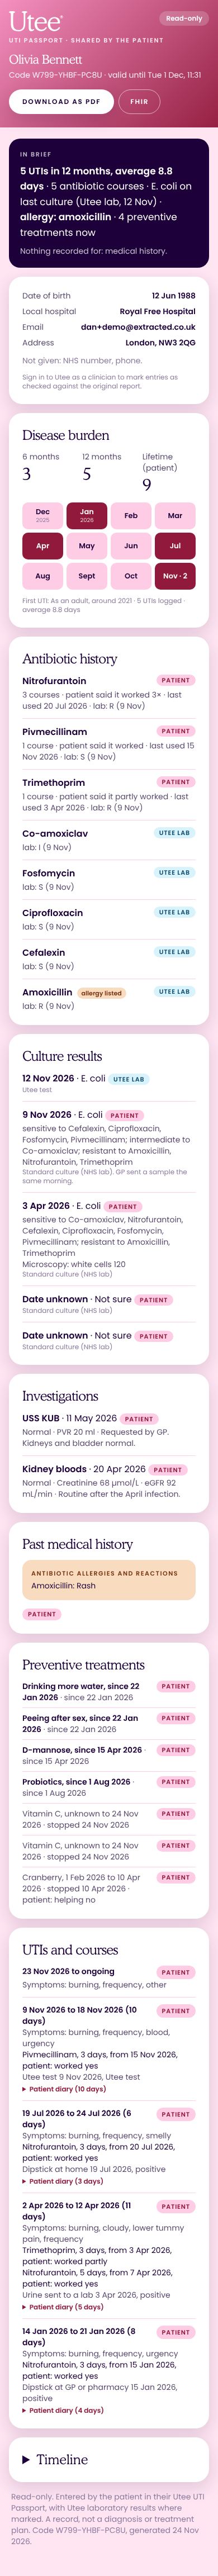 Utee®
Read-only
UTI PASSPORT · SHARED BY THE PATIENT
Olivia Bennett
Code W799-YHBF-PC8U · valid until Tue 1 Dec, 11:31
DOWNLOAD AS PDF
FHIR
IN BRIEF
5 UTIs in 12 months, average 8.8
days · 5 antibiotic courses · E. coli on
last culture (Utee lab, 12 Nov) ·
allergy: amoxicillin · 4 preventive
treatments now
Nothing recorded for: medical history.
Date of birth 12 Jun 1988
Local hospital Royal Free Hospital
Email dan+demo@extracted.co.uk
Address London, NW3 2QG
Not given: NHS number, phone.
Sign in to Utee as a clinician to mark entries as
checked against the original report.
Disease burden
6 months 12 months Lifetime
(patient)
3 5 9
Dec 2025 Jan 2026 Feb Mar
Apr May Jun Jul
Aug Sept Oct Nov · 2
First UTI: As an adult, around 2021 · 5 UTIs logged ·
average 8.8 days
Antibiotic history
Nitrofurantoin PATIENT
3 courses · patient said it worked 3× · last
used 20 Jul 2026 · lab: R (9 Nov)
Pivmecillinam PATIENT
1 course · patient said it worked · last used 15
Nov 2026 · lab: S (9 Nov)
Trimethoprim PATIENT
1 course · patient said it partly worked · last
used 3 Apr 2026 · lab: R (9 Nov)
Co-amoxiclav UTEE LAB
lab: I (9 Nov)
Fosfomycin UTEE LAB
lab: S (9 Nov)
Ciprofloxacin UTEE LAB
lab: S (9 Nov)
Cefalexin UTEE LAB
lab: S (9 Nov)
Amoxicillin allergy listed UTEE LAB
lab: R (9 Nov)
Culture results
12 Nov 2026 · E. coli UTEE LAB
Utee test
9 Nov 2026 · E. coli PATIENT
sensitive to Cefalexin, Ciprofloxacin,
Fosfomycin, Pivmecillinam; intermediate to
Co-amoxiclav; resistant to Amoxicillin,
Nitrofurantoin, Trimethoprim
Standard culture (NHS lab). GP sent a sample the
same morning.
3 Apr 2026 · E. coli PATIENT
sensitive to Co-amoxiclav, Nitrofurantoin,
Cefalexin, Ciprofloxacin, Fosfomycin,
Pivmecillinam; resistant to Amoxicillin,
Trimethoprim
Microscopy: white cells 120
Standard culture (NHS lab)
Date unknown · Not sure PATIENT
Standard culture (NHS lab)
Date unknown · Not sure PATIENT
Standard culture (NHS lab)
Investigations
USS KUB · 11 May 2026 PATIENT
Normal · PVR 20 ml · Requested by GP.
Kidneys and bladder normal.
Kidney bloods · 20 Apr 2026 PATIENT
Normal · Creatinine 68 µmol/L · eGFR 92
mL/min · Routine after the April infection.
Past medical history
ANTIBIOTIC ALLERGIES AND REACTIONS
Amoxicillin: Rash
PATIENT
Preventive treatments
Drinking more water, since 22 PATIENT
Jan 2026 · since 22 Jan 2026
Peeing after sex, since 22 Jan PATIENT
2026 · since 22 Jan 2026
D-mannose, since 15 Apr 2026 · PATIENT
since 15 Apr 2026
Probiotics, since 1 Aug 2026 · PATIENT
since 1 Aug 2026
Vitamin C, unknown to 24 Nov PATIENT
2026 · stopped 24 Nov 2026
Vitamin C, unknown to 24 Nov PATIENT
2026 · stopped 24 Nov 2026
Cranberry, 1 Feb 2026 to 10 Apr PATIENT
2026 · stopped 10 Apr 2026 ·
patient: helping no
UTIs and courses
23 Nov 2026 to ongoing PATIENT
Symptoms: burning, frequency, other
9 Nov 2026 to 18 Nov 2026 (10 PATIENT
days)
Symptoms: burning, frequency, blood,
urgency
Pivmecillinam, 3 days, from 15 Nov 2026,
patient: worked yes
Utee test 9 Nov 2026, Utee test
▶ Patient diary (10 days)
19 Jul 2026 to 24 Jul 2026 (6 PATIENT
days)
Symptoms: burning, frequency, smelly
Nitrofurantoin, 3 days, from 20 Jul 2026,
patient: worked yes
Dipstick at home 19 Jul 2026, positive
▶ Patient diary (3 days)
2 Apr 2026 to 12 Apr 2026 (11 PATIENT
days)
Symptoms: burning, cloudy, lower tummy
pain, frequency
Trimethoprim, 3 days, from 3 Apr 2026,
patient: worked partly
Nitrofurantoin, 5 days, from 7 Apr 2026,
patient: worked yes
Urine sent to a lab 3 Apr 2026, positive
▶ Patient diary (5 days)
14 Jan 2026 to 21 Jan 2026 (8 PATIENT
days)
Symptoms: burning, frequency, urgency
Nitrofurantoin, 3 days, from 15 Jan 2026,
patient: worked yes
Dipstick at GP or pharmacy 15 Jan 2026,
positive
▶ Patient diary (4 days)
▶ Timeline
Read-only. Entered by the patient in their Utee UTI
Passport, with Utee laboratory results where
marked. A record, not a diagnosis or treatment
plan. Code W799-YHBF-PC8U, generated 24 Nov
2026.